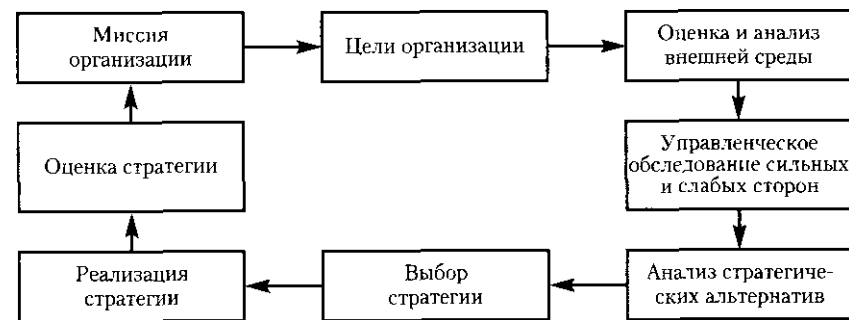 Миссия
организации
Цели организации
Оценка и анализ
внешней среды
Управленческое
обследование сильных
и слабых сторон
Анализ стратегиче-
ских альтернатив
Выбор
стратегии
Реализация
стратегии
Оценка стратегии